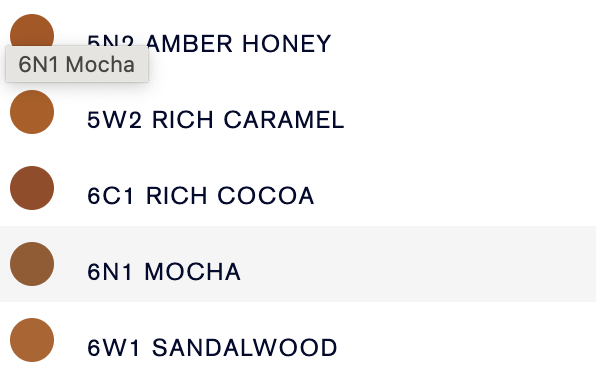 5N2 AMBER HONEY
6N1 Mocha
5W2 RICH CARAMEL
6C1 RICH COCOA
6N1 MOCHA
6W1 SANDALWOOD